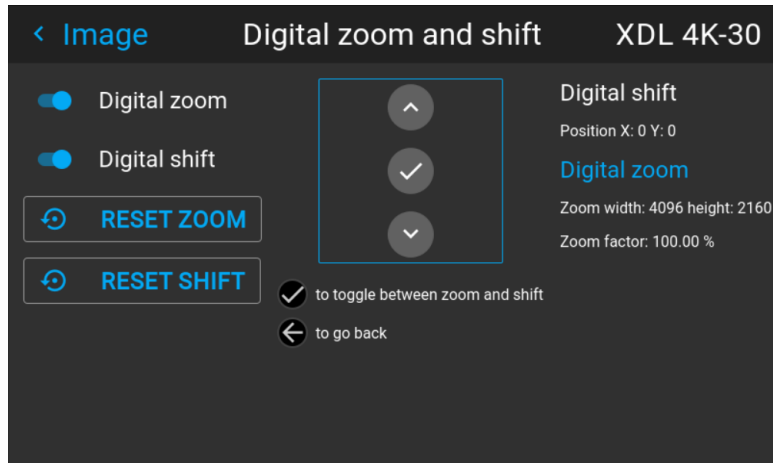 Image
Digital zoom and shift
XDL 4K-30
Digital zoom
Digital shift
RESET ZOOM
RESET SHIFT
to toggle between zoom and shift
to go back
Digital shift
Position X: 0 Y: 0
Digital zoom
Zoom width: 4096 height: 2160
Zoom factor: 100.00 %